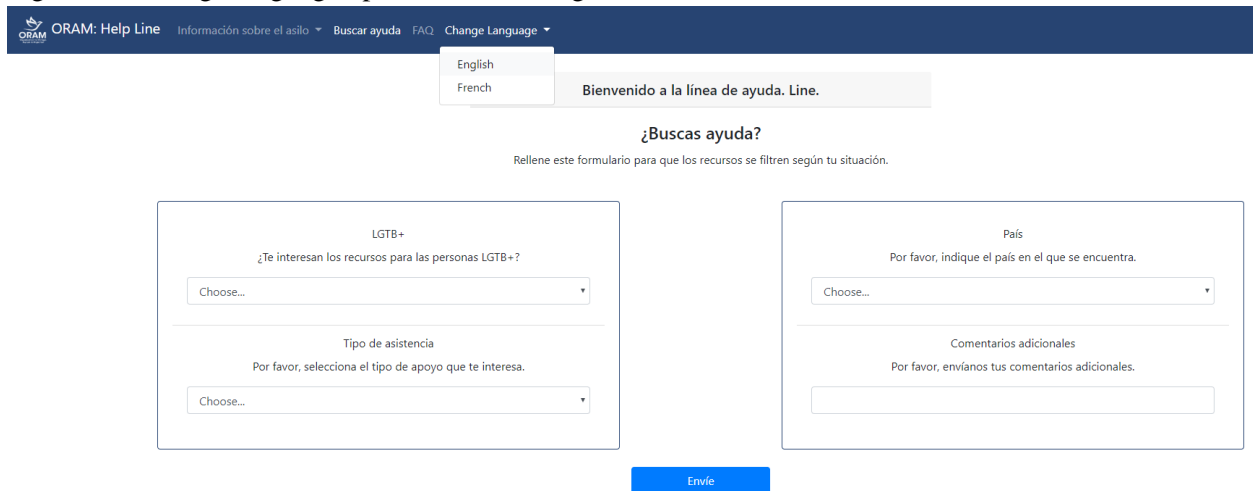 ORAM ORAM: Help Line Información sobre el asilo Buscar ayuda FAQ Change Language
English
French
Bienvenido a la línea de ayuda. Line.
¿Buscas ayuda?
Rellene este formulario para que los recursos se filtren según tu situación.
LGTB+
¿Te interesan los recursos para las personas LGTB+?
Choose...
Tipo de asistencia
Por favor, selecciona el tipo de apoyo que te interesa.
Choose...
País
Por favor, indique el país en el que se encuentra.
Choose...
Comentarios adicionales
Por favor, envíanos tus comentarios adicionales.
Envíe